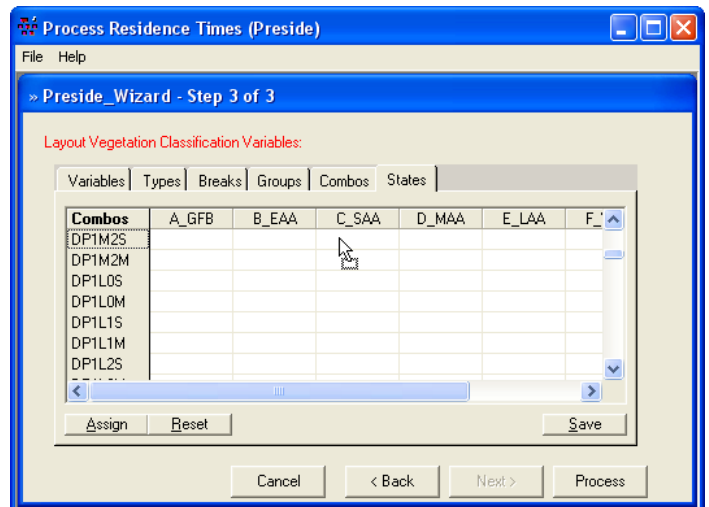 Process Residence Times (Preside)
File Help
» Preside_Wizard - Step 3 of 3
Layout Vegetation Classification Variables:
Variables Types Breaks Groups Combos States
Combos A_GFB B_EAA C_SAA D_MAA E_LAA
DP1M2S
DP1M2M
DP1L0S
DP1L0M
DP1L1S
DP1L1M
DP1L2S
Assign Reset Save
Cancel < Back Next > Process